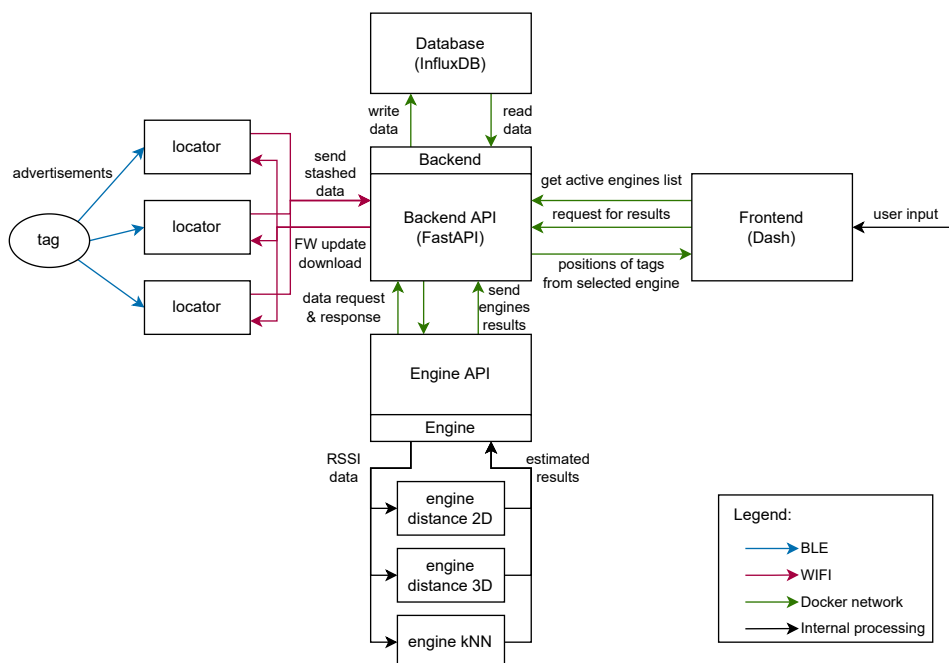 Database
(InfluxDB)
write
data
read
data
locator
advertisements
send
stashed
data
Backend
get active engines list
tag
locator
Backend API
(FastAPI)
request for results
Frontend
(Dash)
user input
FW update
download
positions of tags
from selected engine
locator
data request
& response
send
engines
results
Engine API
Engine
RSSI
data
estimated
results
engine
distance 2D
engine
distance 3D
engine kNN
Legend:
BLE
WIFI
Docker network
Internal processing